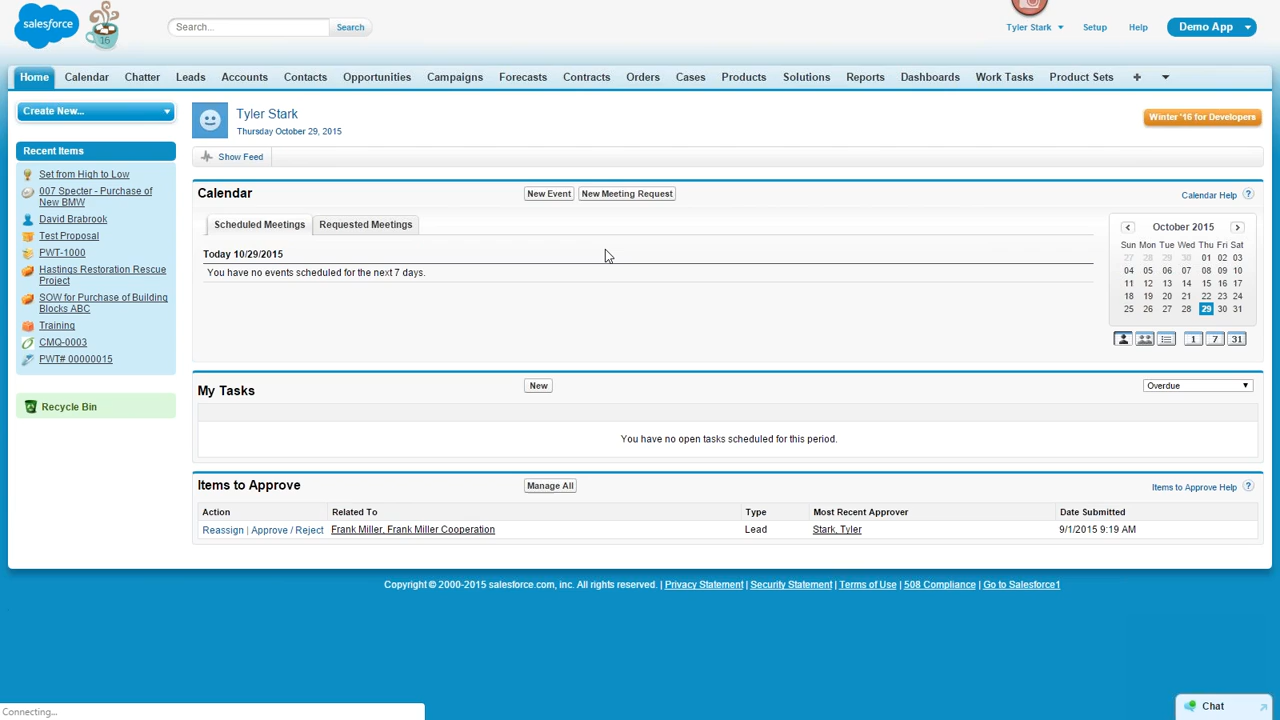 salesforce
16
Search...
Search
Tyler Stark
Setup
Help
Demo App
Home
Calendar
Chatter
Leads
Accounts
Contacts
Opportunities
Campaigns
Forecasts
Contracts
Orders
Cases
Products
Solutions
Reports
Dashboards
Work Tasks
Product Sets
Create New...
Recent Items
Set from High to Low
007 Specter - Purchase of
New BMW
David Brabrook
Test Proposal
PWT-1000
Hastings Restoration Rescue
Project
SOW for Purchase of Building
Blocks ABC
Training
CMQ-0003
PWT# 00000015
Recycle Bin
Tyler Stark
Thursday October 29, 2015
Winter '16 for Developers
Show Feed
Calendar
New Event
New Meeting Request
Calendar Help ?
Scheduled Meetings
Requested Meetings
Today 10/29/2015
You have no events scheduled for the next 7 days.
October 2015
Sun Mon Tue Wed Thu Fri Sat
27 28 29 30 01 02 03
04 05 06 07 08 09 10
11 12 13 14 15 16 17
18 19 20 21 22 23 24
25 26 27 28 29 30 31
1 7 31
My Tasks
New
Overdue
You have no open tasks scheduled for this period.
Items to Approve
Manage All
Items to Approve Help ?
Action Related To Type Most Recent Approver Date Submitted
Reassign | Approve / Reject Frank Miller, Frank Miller Cooperation Lead Stark, Tyler 9/1/2015 9:19 AM
Copyright © 2000-2015 salesforce.com, inc. All rights reserved. | Privacy Statement | Security Statement | Terms of Use | 508 Compliance | Go to Salesforce1
Connecting...
Chat